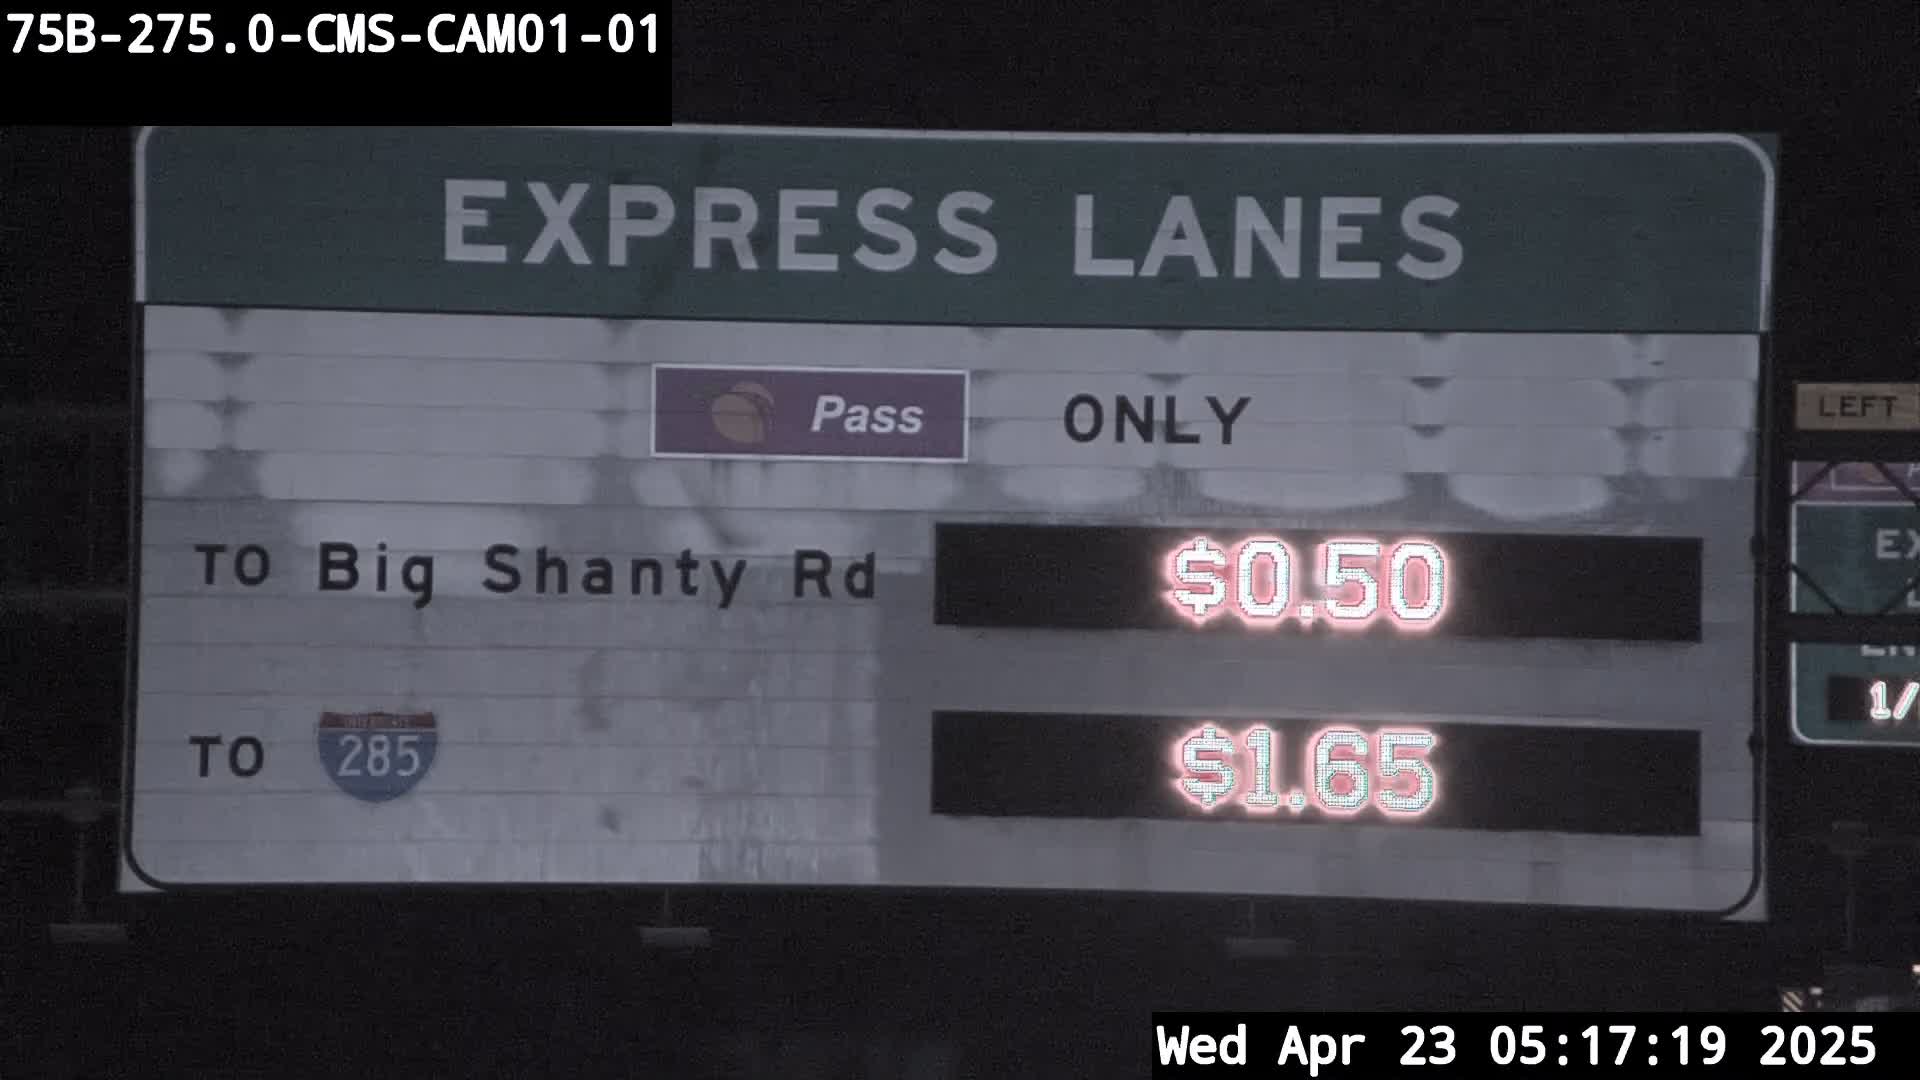 75B-275.0-CMS-CAM01-01
EXPRESS LANES
Pass ONLY
TO Big Shanty Rd $0.50
TO 285 $1.65
LEFT
1/
Wed Apr 23 05:17:19 2025